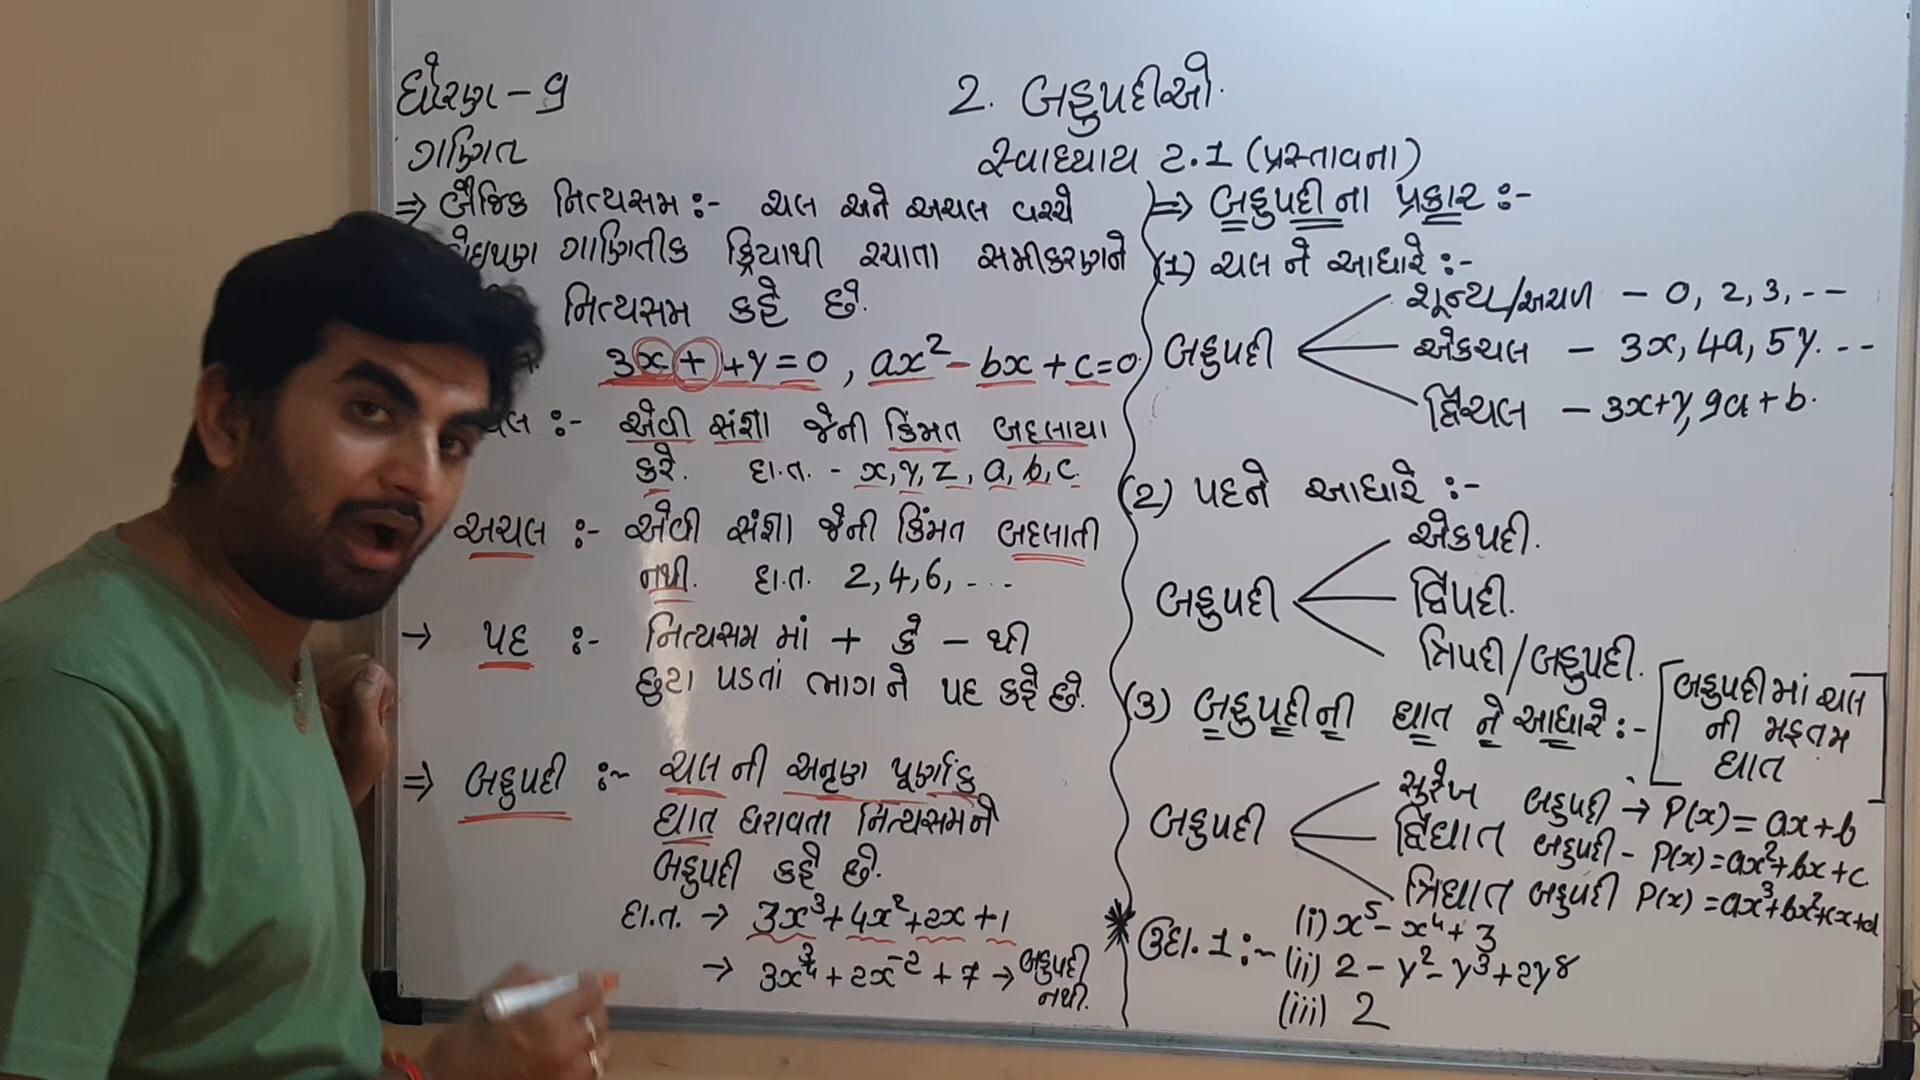 ધોરણ - 9
ગણિત
2. બહુપદીઓ.
સ્વાધ્યાય 2.1 (પ્રસ્તાવના)
⇒ બૈજિક નિત્યસમ :- ચલ અને અચલ વચ્ચે
ગાણિતીક ક્રિયાથી રચાતા સમીકરણને
નિત્યસમ કહે છે.
3x + +y = 0, ax² - bx + c = 0
:- એવી સંજ્ઞા જેની કિંમત બદલાયા
કરે. દા.ત. - x, y, z, a, b, c
અચલ :- એવી સંજ્ઞા જેની કિંમત બદલાતી
નથી. દા.ત. 2, 4, 6, ...
→ પદ :- નિત્યસમ માં + કે - થી
છુટા પડતાં ભાગ ને પદ કહે છે.
⇒ બહુપદી :- ચલ ની અનૃણ પૂર્ણાંક
ઘાત ધરાવતા નિત્યસમને
બહુપદી કહે છે.
દા.ત. → 3x³ + 4x² + 2x + 1
→ 3x^3/4 + 2x⁻² + 7 → બહુપદી
નથી.
⇒ બહુપદી ના પ્રકાર :-
(1) ચલ ને આધારે :-
શૂન્ય/અચળ - 0, 2, 3, --
બહુપદી
એકચલ - 3x, 4a, 5y. ---
દ્વિચલ - 3x+y, 9a + b.
(2) પદને આધારે :-
એકપદી.
બહુપદી
દ્વિપદી.
ત્રિપદી/બહુપદી.
(3) બહુપદીની ઘાત ને આધારે :-
[બહુપદીમાં ચલ
ની મહતમ
ઘાત]
સુરેખ બહુપદી → P(x) = ax + b
બહુપદી
દ્વિઘાત બહુપદી - P(x) = ax² + bx + c
ત્રિઘાત બહુપદી P(x) = ax³ + bx² + cx + d
* ઉદા. 1 :- (i) x⁵ - x⁴ + 3
(ii) 2 - y² - y³ + 2y⁸
(iii) 2